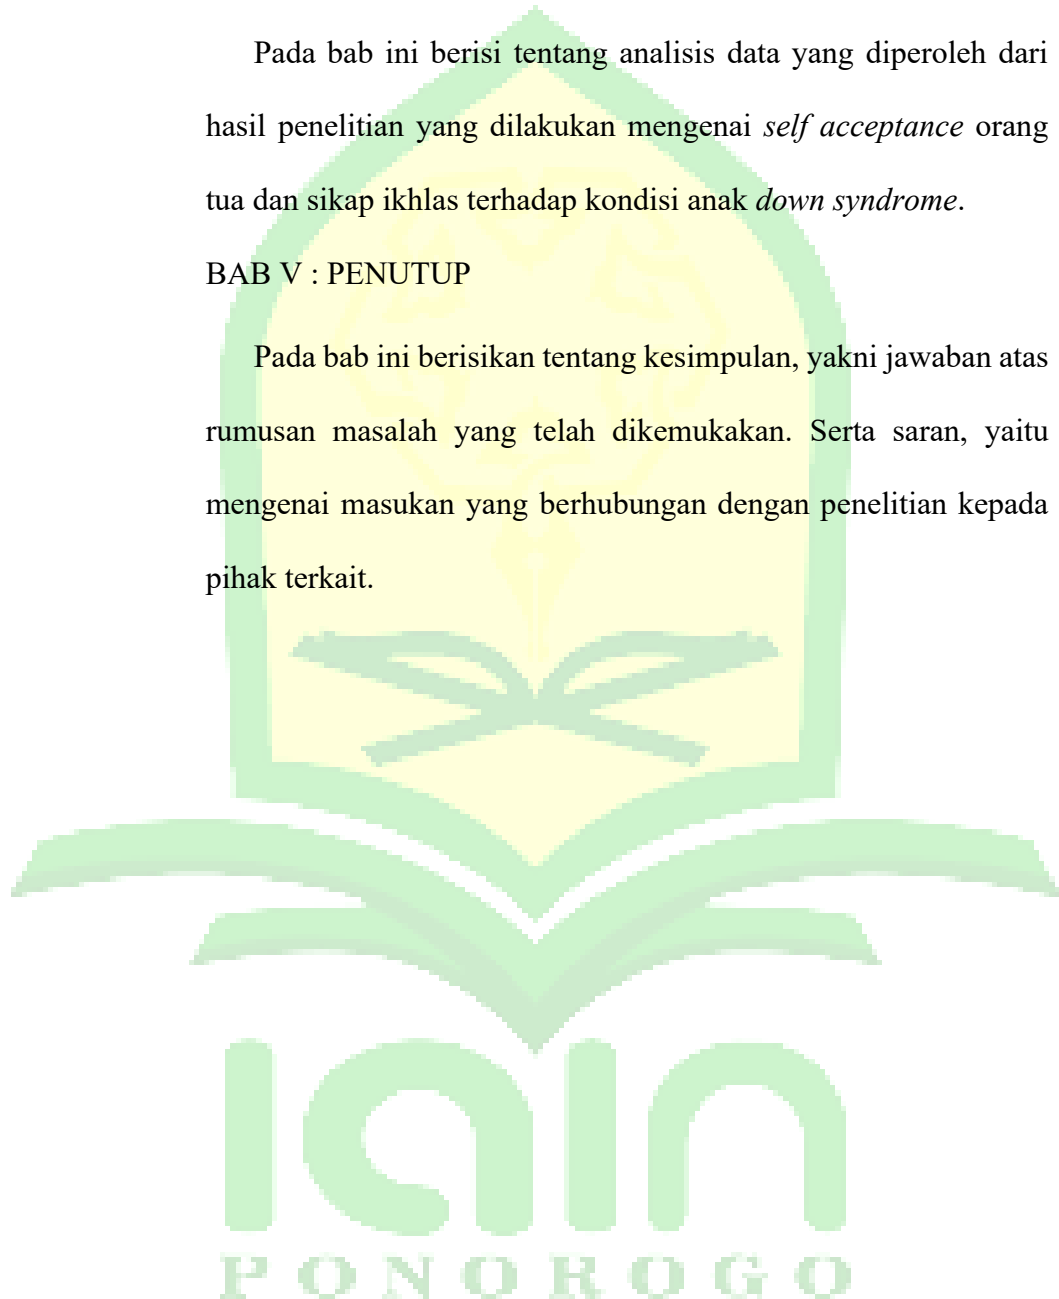 Pada bab ini berisi tentang analisis data yang diperoleh dari
hasil penelitian yang dilakukan mengenai self acceptance orang
tua dan sikap ikhlas terhadap kondisi anak down syndrome.
BAB V : PENUTUP
Pada bab ini berisikan tentang kesimpulan, yakni jawaban atas
rumusan masalah yang telah dikemukakan. Serta saran, yaitu
mengenai masukan yang berhubungan dengan penelitian kepada
pihak terkait.
iain
PONOROGO